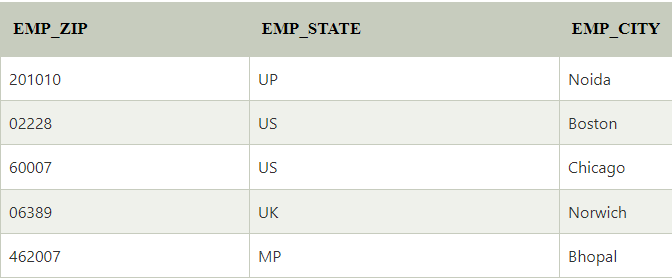 EMP_ZIP EMP_STATE EMP_CITY
201010 UP Noida
02228 US Boston
60007 US Chicago
06389 UK Norwich
462007 MP Bhopal